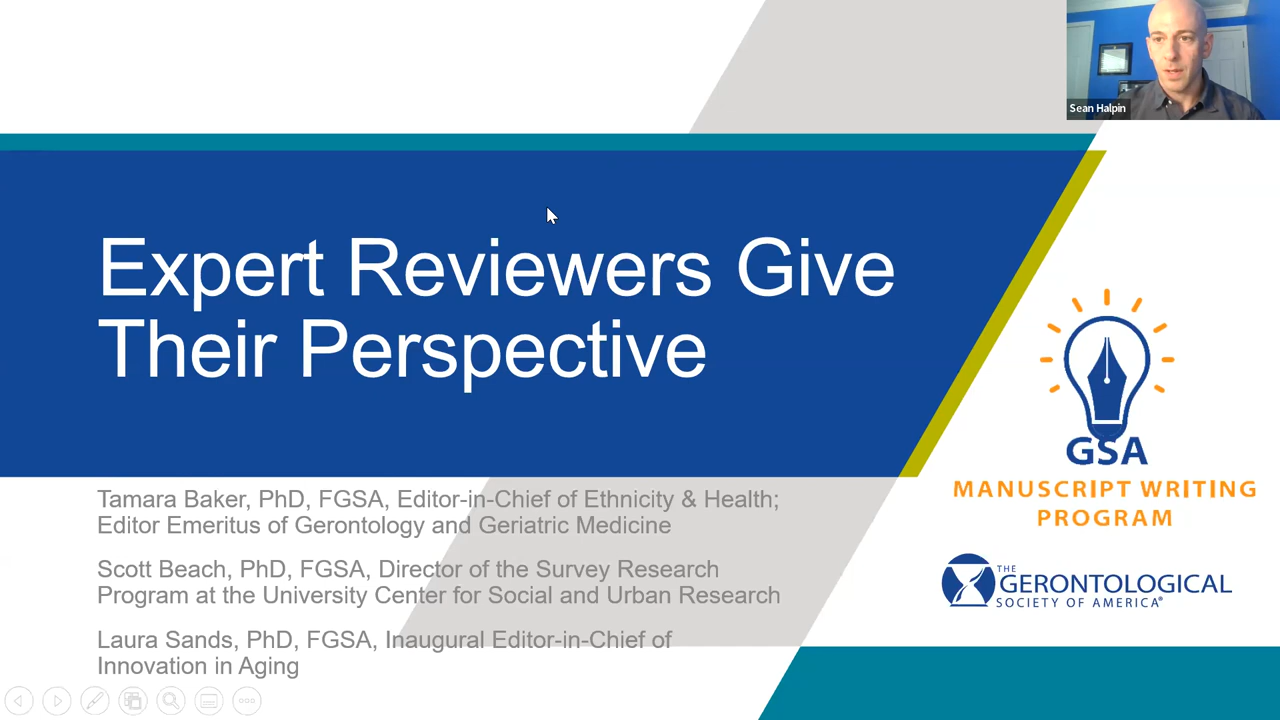 Sean Halpin
Expert Reviewers Give
Their Perspective
GSA
MANUSCRIPT WRITING
PROGRAM
Tamara Baker, PhD, FGSA, Editor-in-Chief of Ethnicity & Health;
Editor Emeritus of Gerontology and Geriatric Medicine
Scott Beach, PhD, FGSA, Director of the Survey Research
Program at the University Center for Social and Urban Research
Laura Sands, PhD, FGSA, Inaugural Editor-in-Chief of
Innovation in Aging
THE
GERONTOLOGICAL
SOCIETY OF AMERICA®